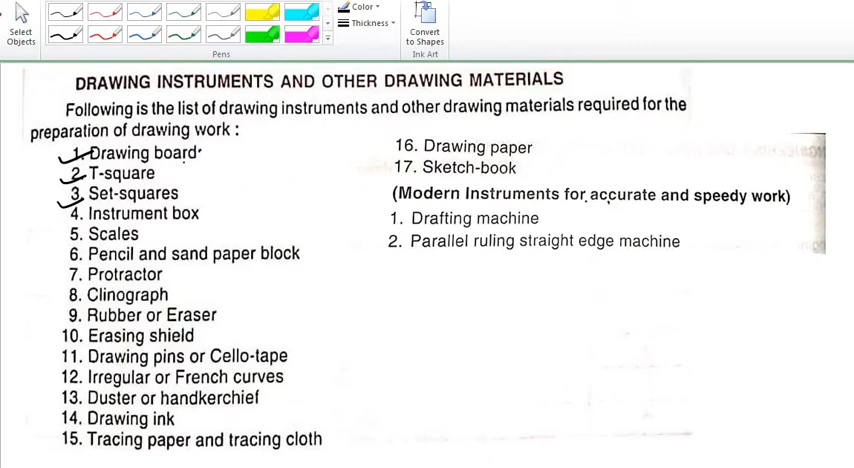 Select
Objects
Pens
Color
Thickness
Convert
to Shapes
Ink Art
DRAWING INSTRUMENTS AND OTHER DRAWING MATERIALS
Following is the list of drawing instruments and other drawing materials required for the
preparation of drawing work :
1. Drawing board
2. T-square
3. Set-squares
4. Instrument box
5. Scales
6. Pencil and sand paper block
7. Protractor
8. Clinograph
9. Rubber or Eraser
10. Erasing shield
11. Drawing pins or Cello-tape
12. Irregular or French curves
13. Duster or handkerchief
14. Drawing ink
15. Tracing paper and tracing cloth
16. Drawing paper
17. Sketch-book
(Modern Instruments for accurate and speedy work)
1. Drafting machine
2. Parallel ruling straight edge machine